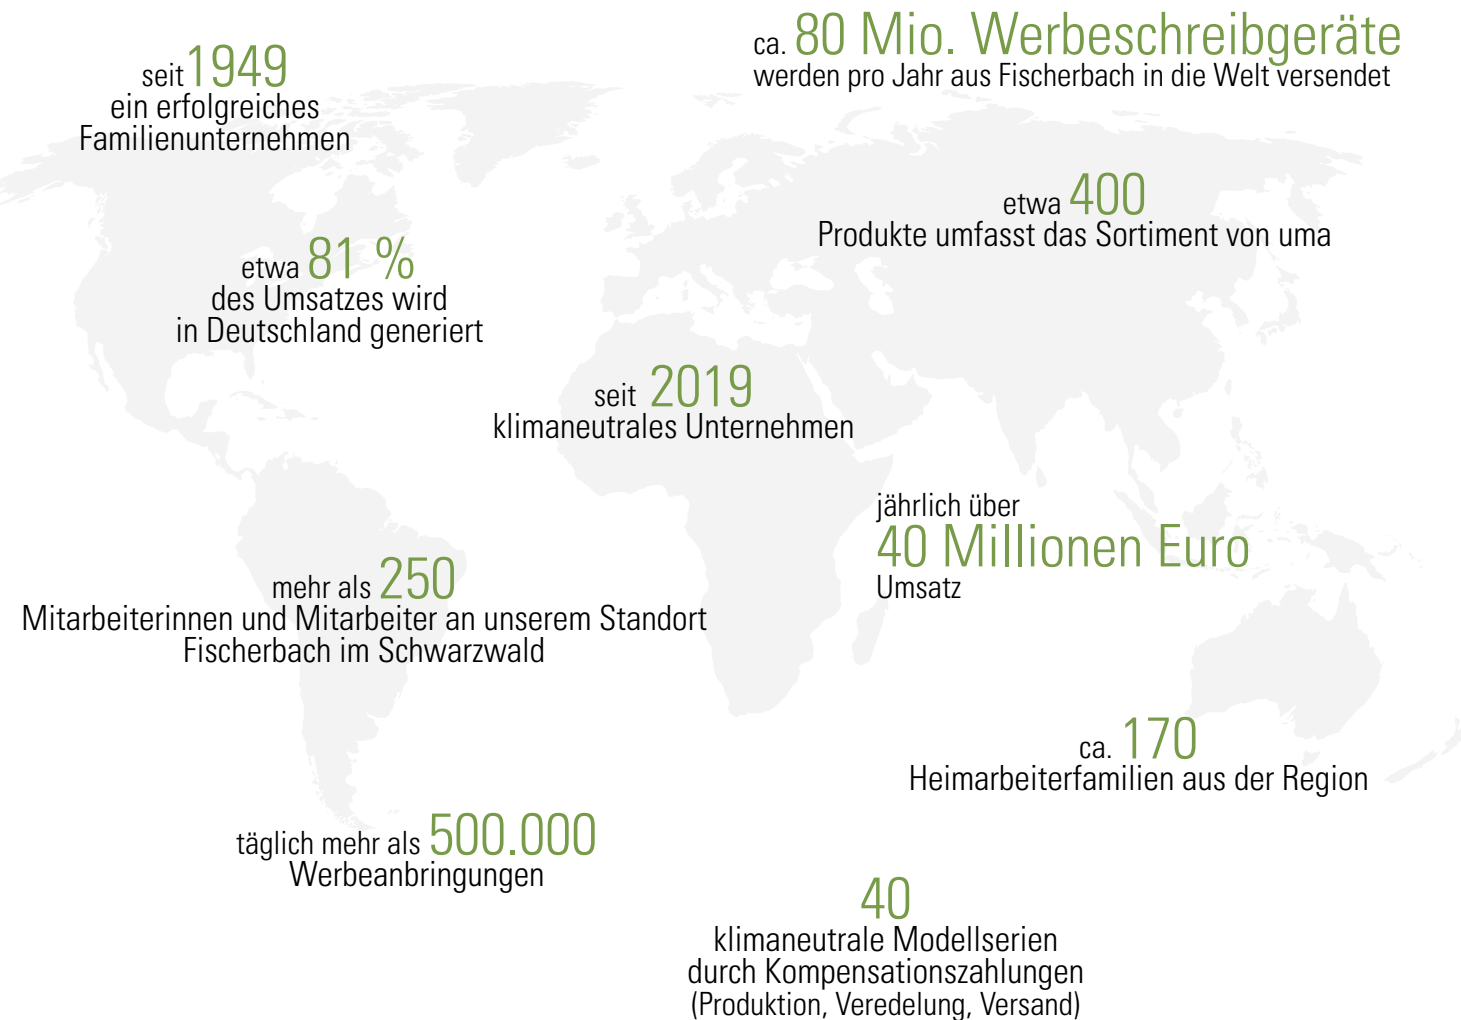 seit 1949
ein erfolgreiches
Familienunternehmen
ca. 80 Mio. Werbeschreibgeräte
werden pro Jahr aus Fischerbach in die Welt versendet
etwa 400
Produkte umfasst das Sortiment von uma
etwa 81 %
des Umsatzes wird
in Deutschland generiert
seit 2019
klimaneutrales Unternehmen
jährlich über
40 Millionen Euro
Umsatz
mehr als 250
Mitarbeiterinnen und Mitarbeiter an unserem Standort
Fischerbach im Schwarzwald
ca. 170
Heimarbeiterfamilien aus der Region
täglich mehr als 500.000
Werbeanbringungen
40
klimaneutrale Modellserien
durch Kompensationszahlungen
(Produktion, Veredelung, Versand)